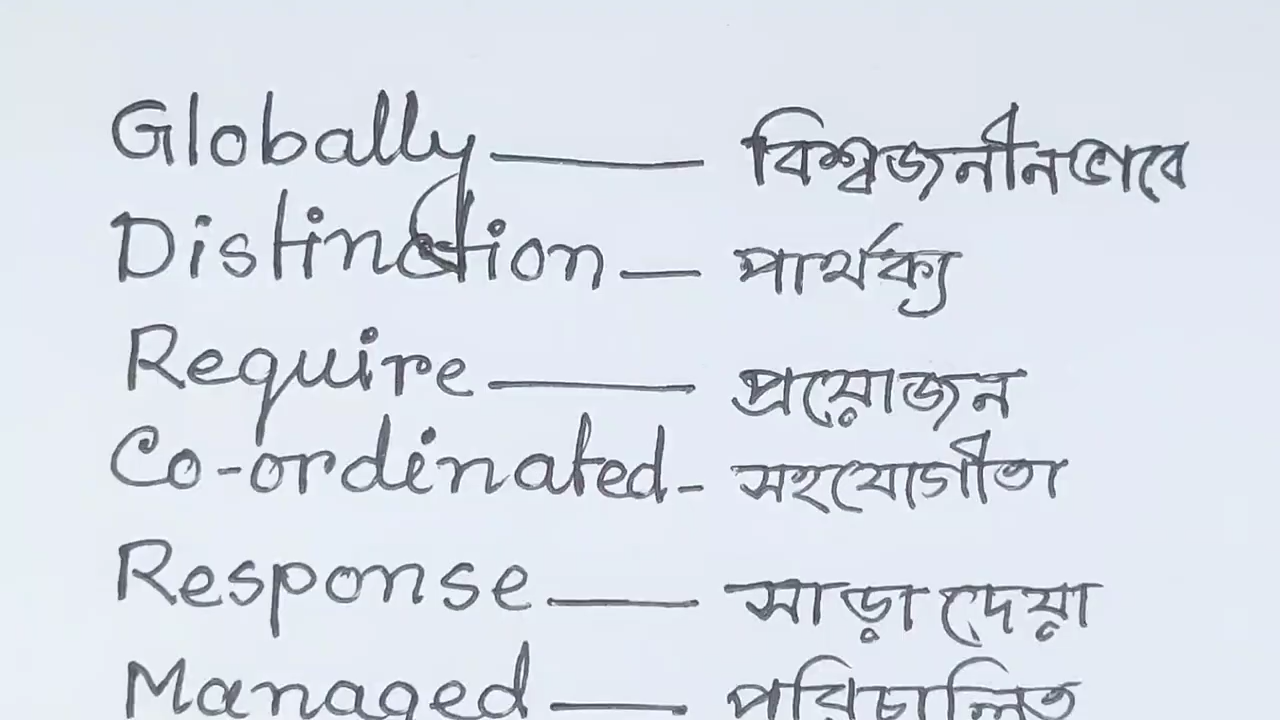 Globally — বিশ্বজনীনভাবে
Distinction — পার্থক্য
Require — প্রয়োজন
Co-ordinated - সহযোগীতা
Response — সাড়া দেয়া
Managed — পরিচালিত